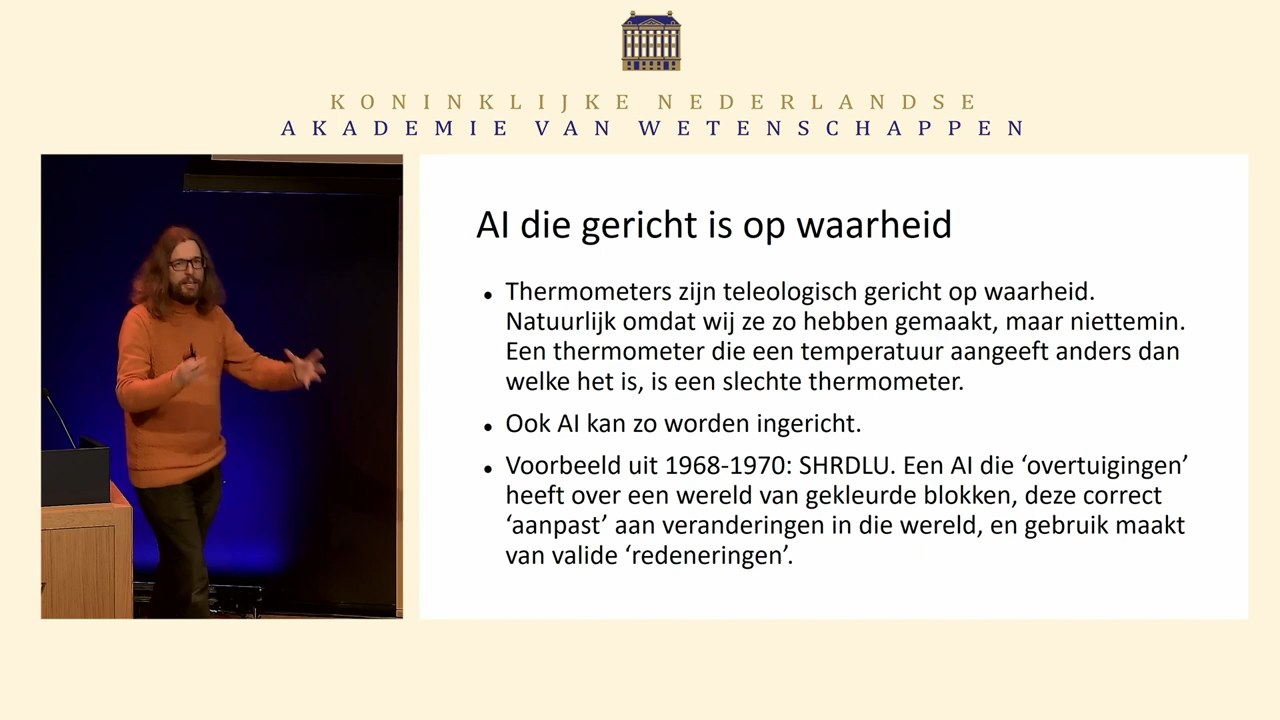 KONINKLIJKE NEDERLANDSE
AKADEMIE VAN WETENSCHAPPEN
AI die gericht is op waarheid
• Thermometers zijn teleologisch gericht op waarheid.
Natuurlijk omdat wij ze zo hebben gemaakt, maar niettemin.
Een thermometer die een temperatuur aangeeft anders dan
welke het is, is een slechte thermometer.
• Ook AI kan zo worden ingericht.
• Voorbeeld uit 1968-1970: SHRDLU. Een AI die ‘overtuigingen’
heeft over een wereld van gekleurde blokken, deze correct
‘aanpast’ aan veranderingen in die wereld, en gebruik maakt
van valide ‘redeneringen’.